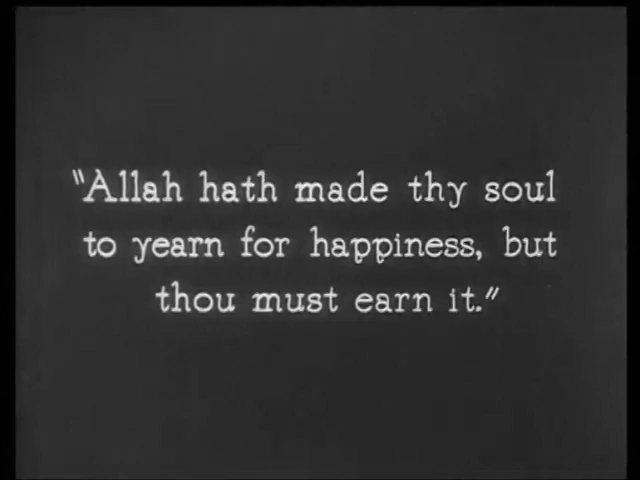 "Allah hath made thy soul
to yearn for happiness, but
thou must earn it."